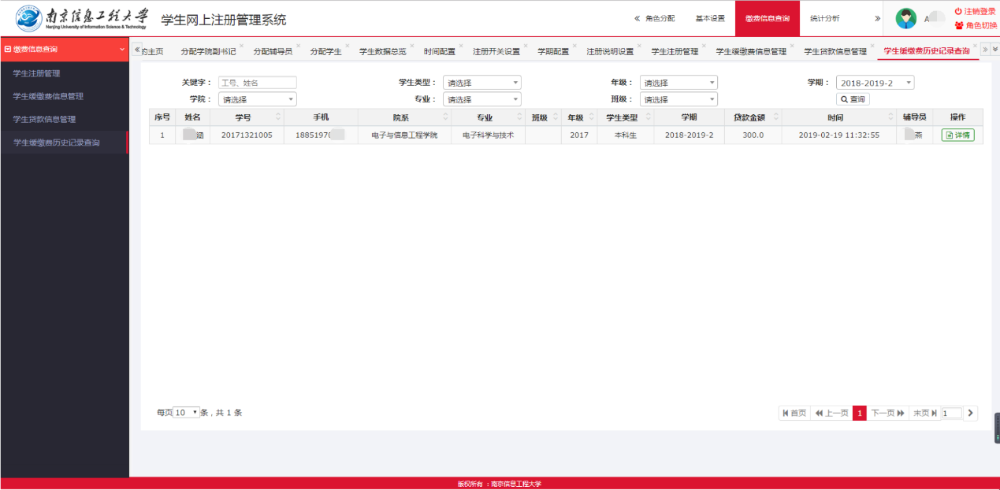 南京信息工程大学 学生网上注册管理系统 角色分配 基本设置 缴费信息查询 统计分析 A 注销登录
Nanjing University of Information Science & Technology 角色切换
缴费信息查询 的主页 分配学院副书记 分配辅导员 分配学生 学生数据总览 时间配置 注册开关设置 学期配置 注册说明设置 学生注册管理 学生缓缴费信息管理 学生贷款信息管理 学生缓缴费历史记录查询
学生注册管理
学生缓缴费信息管理
学生贷款信息管理
学生缓缴费历史记录查询
关键字： 工号、姓名 学生类型： 请选择 年级： 请选择 学期： 2018-2019-2
学院： 请选择 专业： 请选择 班级： 请选择 查询
序号 姓名 学号 手机 院系 专业 班级 年级 学生类型 学期 贷款金额 时间 辅导员 操作
1 涵 20171321005 1885197 电子与信息工程学院 电子科学与技术 2017 本科生 2018-2019-2 300.0 2019-02-19 11:32:55 燕 详情
每页 10 条，共 1 条 首页 上一页 1 下一页 末页 1
版权所有 ：南京信息工程大学